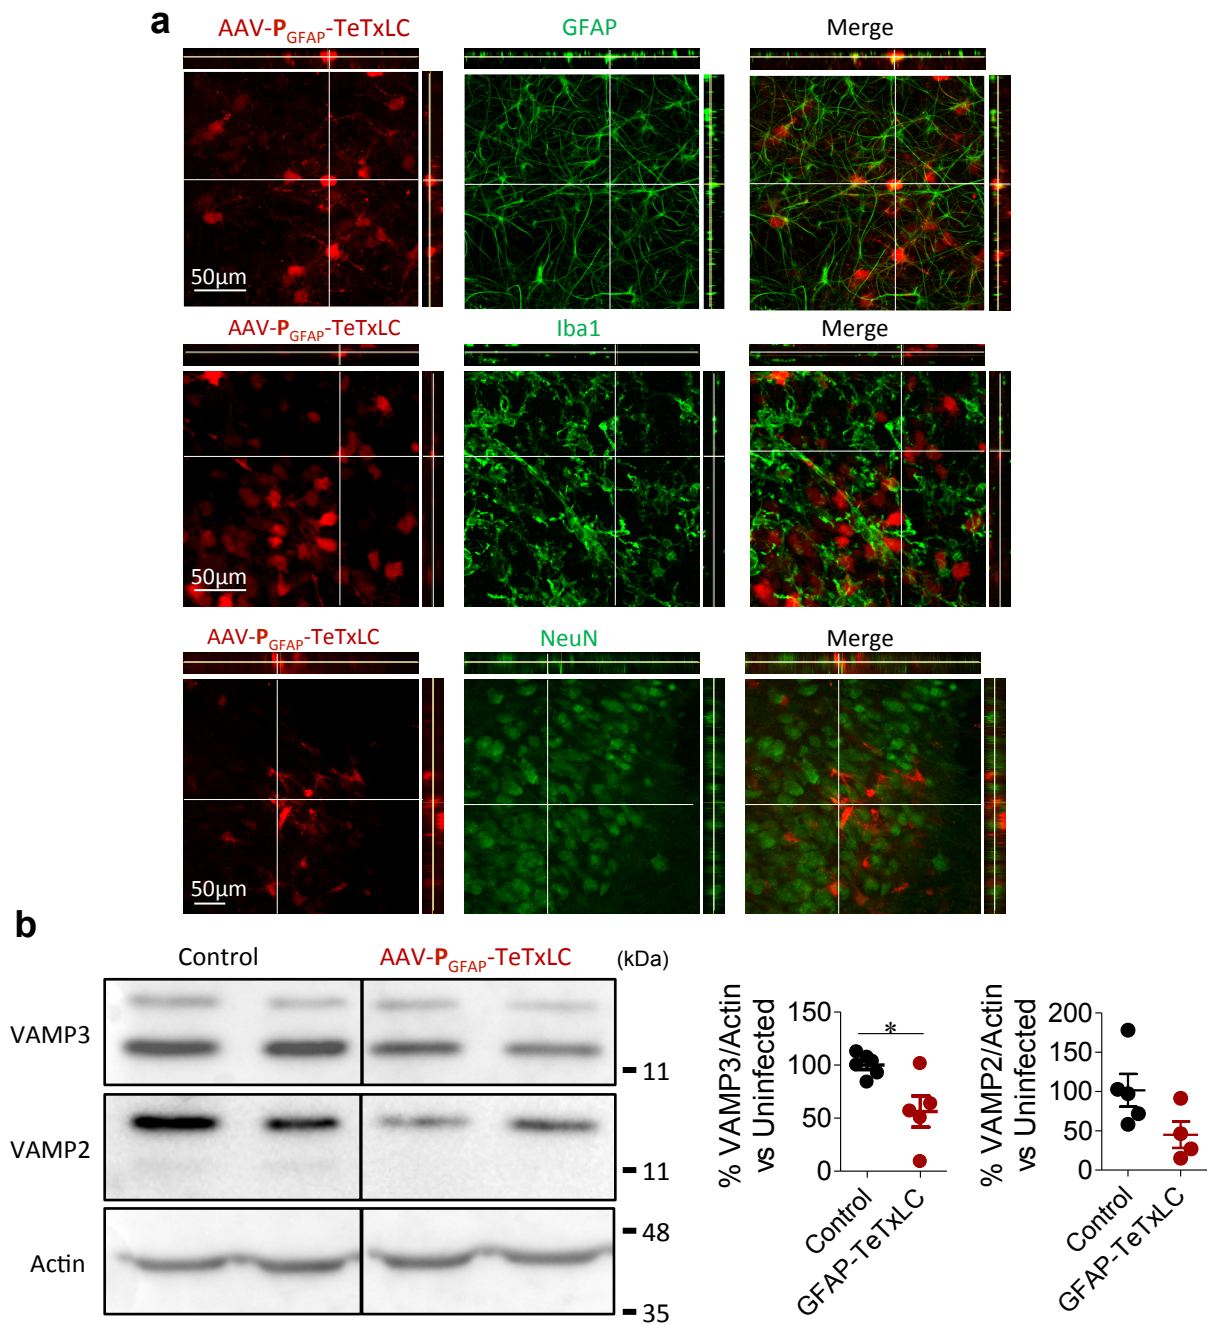 a
AAV-PGFAP-TeTxLC GFAP Merge
50μm
AAV-PGFAP-TeTxLC Iba1 Merge
50μm
AAV-PGFAP-TeTxLC NeuN Merge
50μm
b
Control AAV-PGFAP-TeTxLC (kDa)
VAMP3
11
VAMP2
11
Actin
48
35
% VAMP3/Actin
vs Uninfected
150
100
50
0
*
Control
GFAP-TeTxLC
% VAMP2/Actin
vs Uninfected
200
150
100
50
0
Control
GFAP-TeTxLC